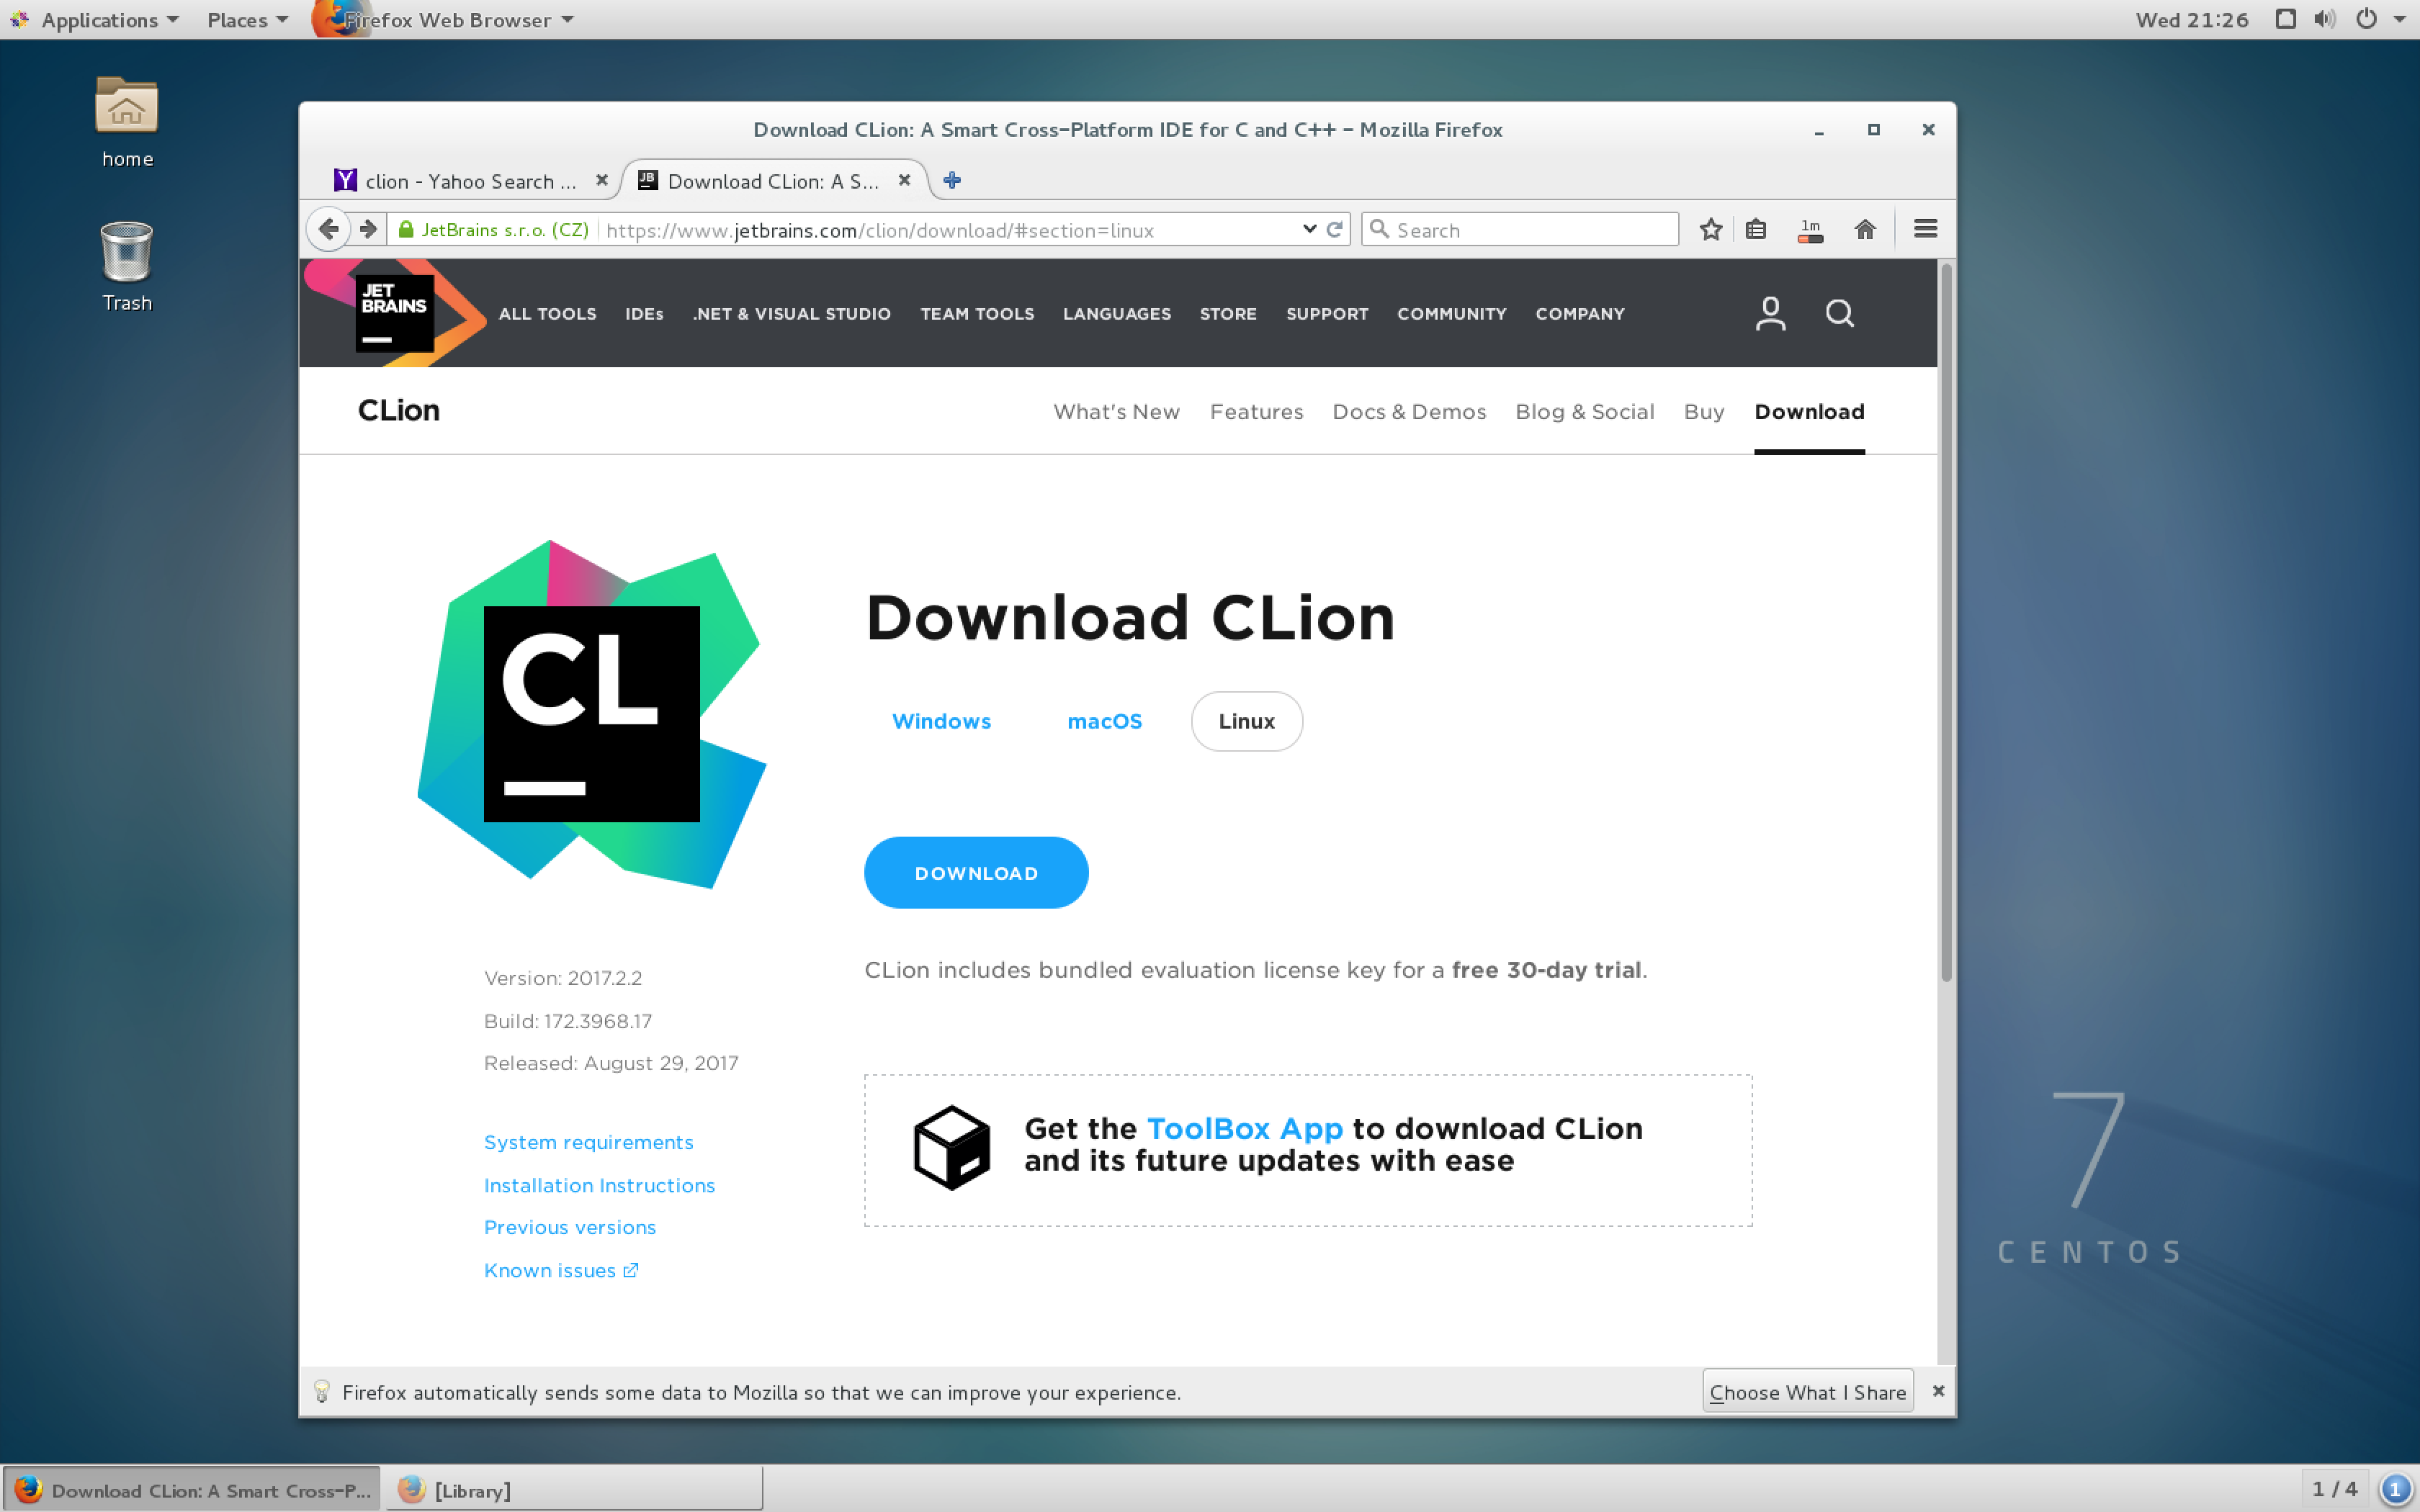 Applications Places Firefox Web Browser Wed 21:26
home
Trash
Download CLion: A Smart Cross-Platform IDE for C and C++ - Mozilla Firefox
clion - Yahoo Search ... Download CLion: A S...
JetBrains s.r.o. (CZ) https://www.jetbrains.com/clion/download/#section=linux Search 1m
JET
BRAINS
ALL TOOLS IDEs .NET & VISUAL STUDIO TEAM TOOLS LANGUAGES STORE SUPPORT COMMUNITY COMPANY
CLion What's New Features Docs & Demos Blog & Social Buy Download
CL
Download CLion
Windows macOS Linux
DOWNLOAD
CLion includes bundled evaluation license key for a free 30-day trial.
Version: 2017.2.2
Build: 172.3968.17
Released: August 29, 2017
System requirements
Installation Instructions
Previous versions
Known issues
Get the ToolBox App to download CLion
and its future updates with ease
7
CENTOS
Firefox automatically sends some data to Mozilla so that we can improve your experience. Choose What I Share
Download CLion: A Smart Cross-P... [Library] 1 / 4 1